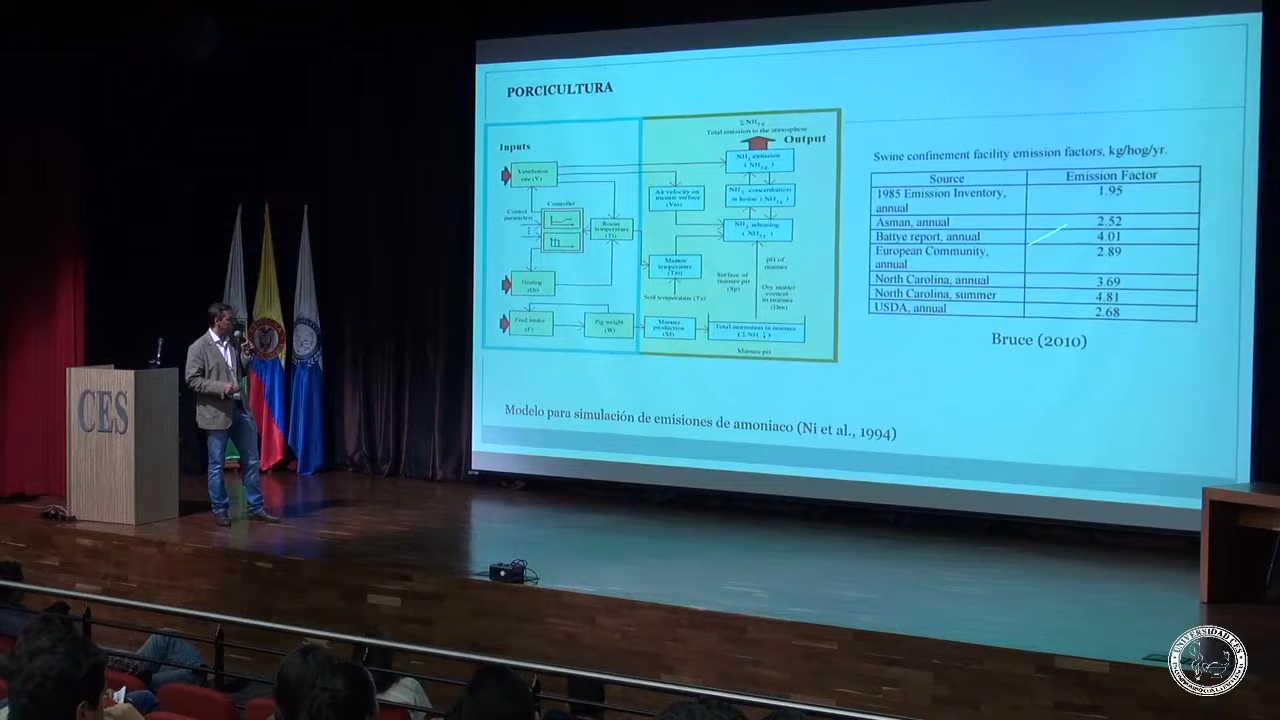 PORCICULTURA
Inputs
Ventilation
rate (V)
Control
parameters
Controller
Room
temperature
(Tr)
Heating
Feed intake
(F)
Pig weight
(W)
Σ NH
Total emission to the atmosphere
Output
NH3 emission
Air velocity on
manure surface
NH3 concentration
in house
NH3 releasing
Manure
temperature
Soil temperature
Surface of
manure pit
(Sp)
pH of
manure
Dry matter
content
in manure
(Dm)
Manure
production
(M)
Total ammonium in manure
Manure pit
Modelo para simulación de emisiones de amoniaco (Ni et al., 1994)
Swine confinement facility emission factors, kg/hog/yr.
Source Emission Factor
1985 Emission Inventory, 1.95
annual
Asman, annual 2.52
Battye report, annual 4.01
European Community, 2.89
annual
North Carolina, annual 3.69
North Carolina, summer 4.81
USDA, annual 2.68
Bruce (2010)
CES
UNIVERSIDAD CES